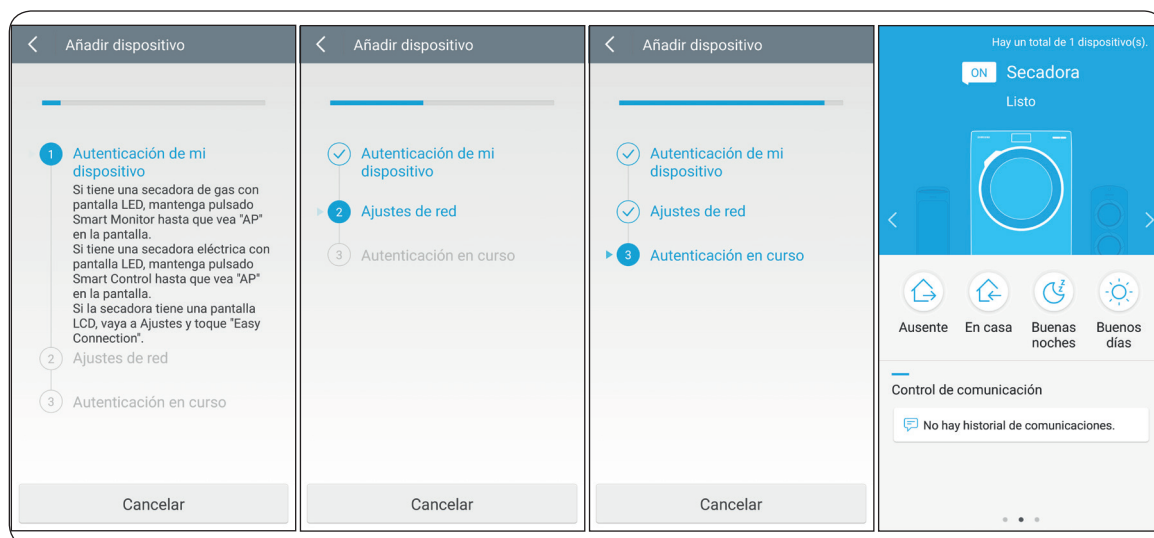 Añadir dispositivo
1
Autenticación de mi
dispositivo
Si tiene una secadora de gas con
pantalla LED, mantenga pulsado
Smart Monitor hasta que vea "AP"
en la pantalla.
Si tiene una secadora eléctrica con
pantalla LED, mantenga pulsado
Smart Control hasta que vea "AP"
en la pantalla.
Si la secadora tiene una pantalla
LCD, vaya a Ajustes y toque "Easy
Connection".
2 Ajustes de red
3 Autenticación en curso
Cancelar
Añadir dispositivo
Autenticación de mi
dispositivo
2 Ajustes de red
3 Autenticación en curso
Cancelar
Añadir dispositivo
Autenticación de mi
dispositivo
Ajustes de red
3 Autenticación en curso
Cancelar
Hay un total de 1 dispositivo(s).
ON Secadora
Listo
Ausente En casa Buenas noches Buenos días
Control de comunicación
No hay historial de comunicaciones.